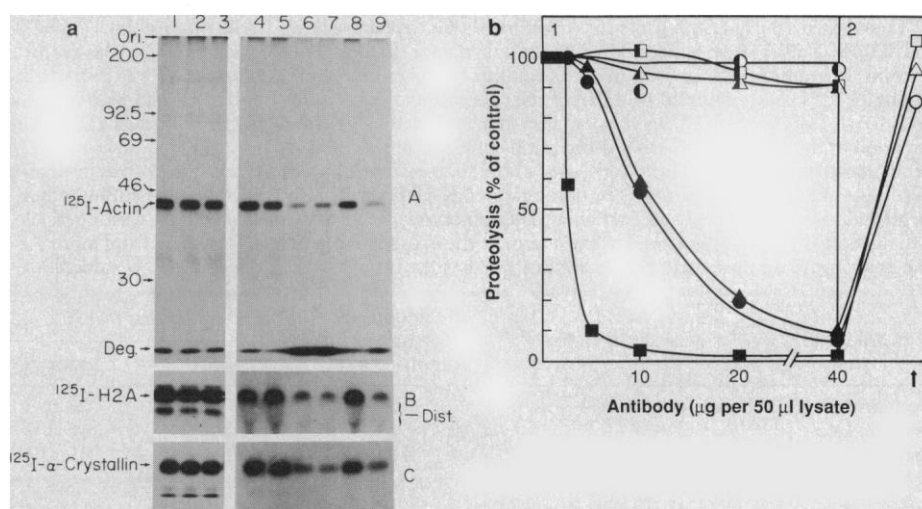 a
1 2 3 4 5 6 7 8 9
Ori.
200
92.5
69
46
¹²⁵I-Actin
A
30
Deg.
¹²⁵I-H2A
B
Dist.
¹²⁵I-α-Crystallin
C
b
1 2
100
50
0
10 20 40
Proteolysis (% of control)
Antibody (µg per 50 µl lysate)